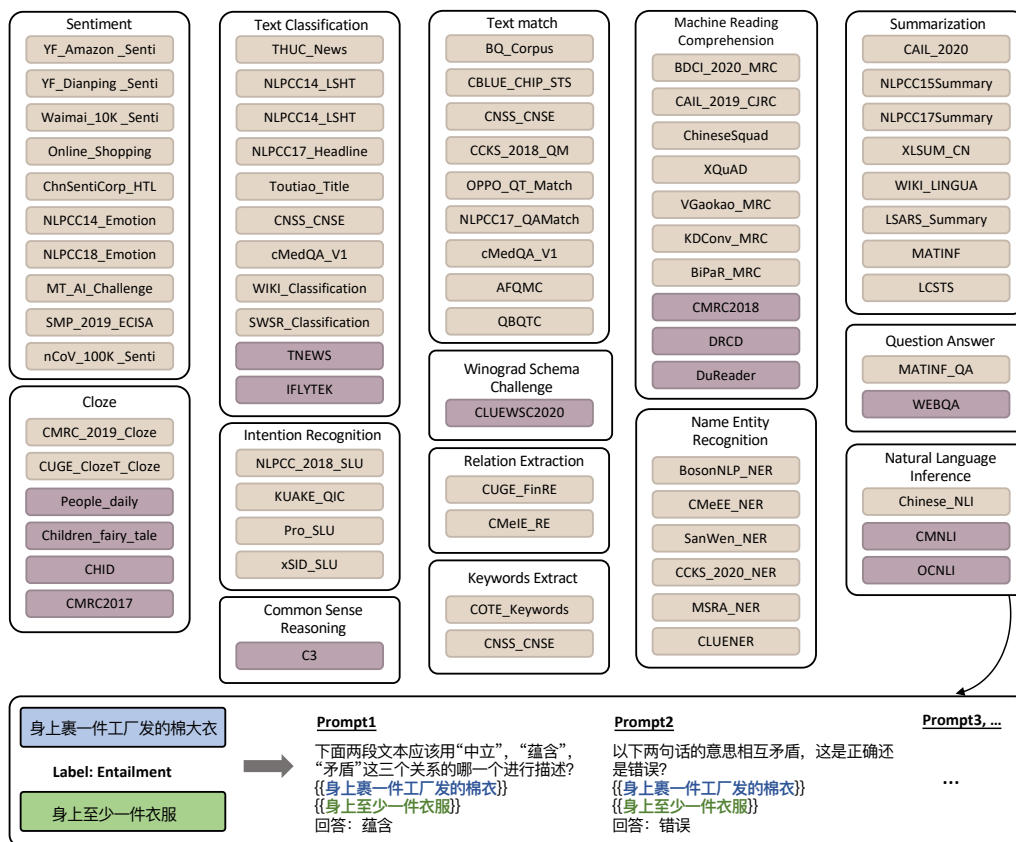 Sentiment
YF_Amazon _Senti
YF_Dianping _Senti
Waimai_10K _Senti
Online_Shopping
ChnSentiCorp_HTL
NLPCC14_Emotion
NLPCC18_Emotion
MT_AI_Challenge
SMP_2019_ECISA
nCoV_100K _Senti
Cloze
CMRC_2019_Cloze
CUGE_ClozeT_Cloze
People_daily
Children_fairy_tale
CHID
CMRC2017
Text Classification
THUC_News
NLPCC14_LSHT
NLPCC14_LSHT
NLPCC17_Headline
Toutiao_Title
CNSS_CNSE
cMedQA_V1
WIKI_Classification
SWSR_Classification
TNEWS
IFLYTEK
Intention Recognition
NLPCC_2018_SLU
KUAKE_QIC
Pro_SLU
xSID_SLU
Common Sense
Reasoning
C3
Text match
BQ_Corpus
CBLUE_CHIP_STS
CNSS_CNSE
CCKS_2018_QM
OPPO_QT_Match
NLPCC17_QAMatch
cMedQA_V1
AFQMC
QBQTC
Winograd Schema
Challenge
CLUEWSC2020
Relation Extraction
CUGE_FinRE
CMeIE_RE
Keywords Extract
COTE_Keywords
CNSS_CNSE
Machine Reading
Comprehension
BDCI_2020_MRC
CAIL_2019_CJRC
ChineseSquad
XQuAD
VGaokao_MRC
KDConv_MRC
BiPaR_MRC
CMRC2018
DRCD
DuReader
Name Entity
Recognition
BosonNLP_NER
CMeEE_NER
SanWen_NER
CCKS_2020_NER
MSRA_NER
CLUENER
Summarization
CAIL_2020
NLPCC15Summary
NLPCC17Summary
XLSUM_CN
WIKI_LINGUA
LSARS_Summary
MATINF
LCSTS
Question Answer
MATINF_QA
WEBQA
Natural Language
Inference
Chinese_NLI
CMNLI
OCNLI
身上裹一件工厂发的棉大衣
Label: Entailment
身上至少一件衣服
Prompt1
下面两段文本应该用“中立”，“蕴含”，
“矛盾”这三个关系的哪一个进行描述？
{{身上裹一件工厂发的棉衣}}
{{身上至少一件衣服}}
回答：蕴含
Prompt2
以下两句话的意思相互矛盾，这是正确还
是错误？
{{身上裹一件工厂发的棉衣}}
{{身上至少一件衣服}}
回答：错误
Prompt3, ...
...